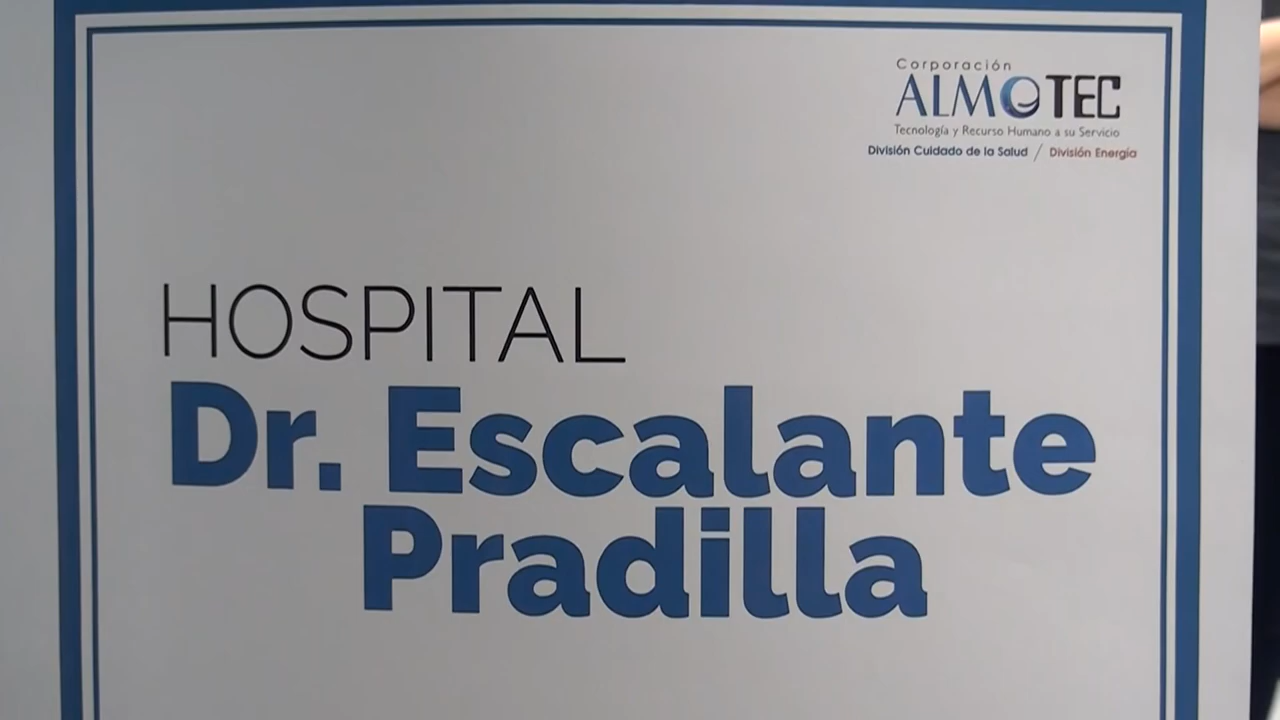 Corporación
ALMOTEC
Tecnología y Recurso Humano a su Servicio
División Cuidado de la Salud / División Energía
HOSPITAL
Dr. Escalante
Pradilla